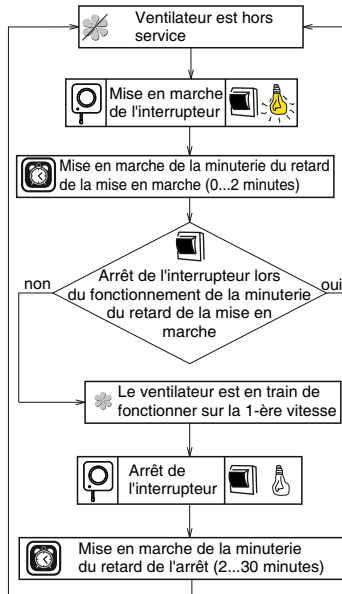 Ventilateur est hors
service
Mise en marche
de l'interrupteur
Mise en marche de la minuterie du retard
de la mise en marche (0...2 minutes)
Arrêt de l'interrupteur lors
du fonctionnement de la minuterie
du retard de la mise en
marche
non
oui
Le ventilateur est en train de
fonctionner sur la 1-ère vitesse
Arrêt de
l'interrupteur
Mise en marche de la minuterie
du retard de l'arrêt (2...30 minutes)